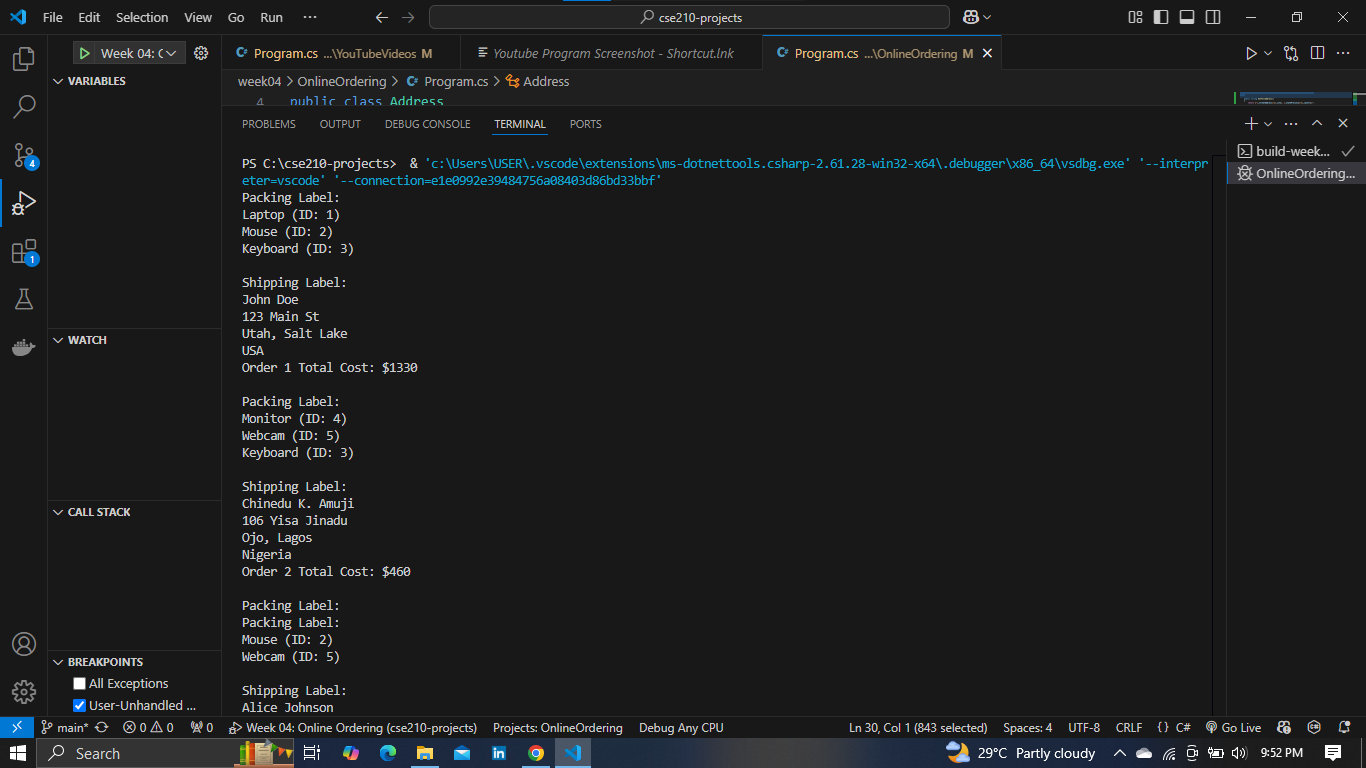 File Edit Selection View Go Run ··· cse210-projects
Week 04: C
Program.cs ...\YouTubeVideos M Youtube Program Screenshot - Shortcut.lnk Program.cs ...\OnlineOrdering M
VARIABLES
week04 > OnlineOrdering > Program.cs > Address
4 public class Address
PROBLEMS OUTPUT DEBUG CONSOLE TERMINAL PORTS
PS C:\cse210-projects> & 'c:\Users\USER\.vscode\extensions\ms-dotnettools.csharp-2.61.28-win32-x64\.debugger\x86_64\vsdbg.exe' '--interpr
eter=vscode' '--connection=e1e0992e39484756a08403d86bd33bbf'
Packing Label:
Laptop (ID: 1)
Mouse (ID: 2)
Keyboard (ID: 3)
Shipping Label:
John Doe
123 Main St
Utah, Salt Lake
USA
Order 1 Total Cost: $1330
Packing Label:
Monitor (ID: 4)
Webcam (ID: 5)
Keyboard (ID: 3)
Shipping Label:
Chinedu K. Amuji
106 Yisa Jinadu
Ojo, Lagos
Nigeria
Order 2 Total Cost: $460
Packing Label:
Packing Label:
Mouse (ID: 2)
Webcam (ID: 5)
Shipping Label:
Alice Johnson
build-week...
OnlineOrdering...
WATCH
CALL STACK
BREAKPOINTS
All Exceptions
User-Unhandled ...
4
1
main* 0 0 0 Week 04: Online Ordering (cse210-projects) Projects: OnlineOrdering Debug Any CPU Ln 30, Col 1 (843 selected) Spaces: 4 UTF-8 CRLF {} C# Go Live
Search 29°C Partly cloudy 9:52 PM